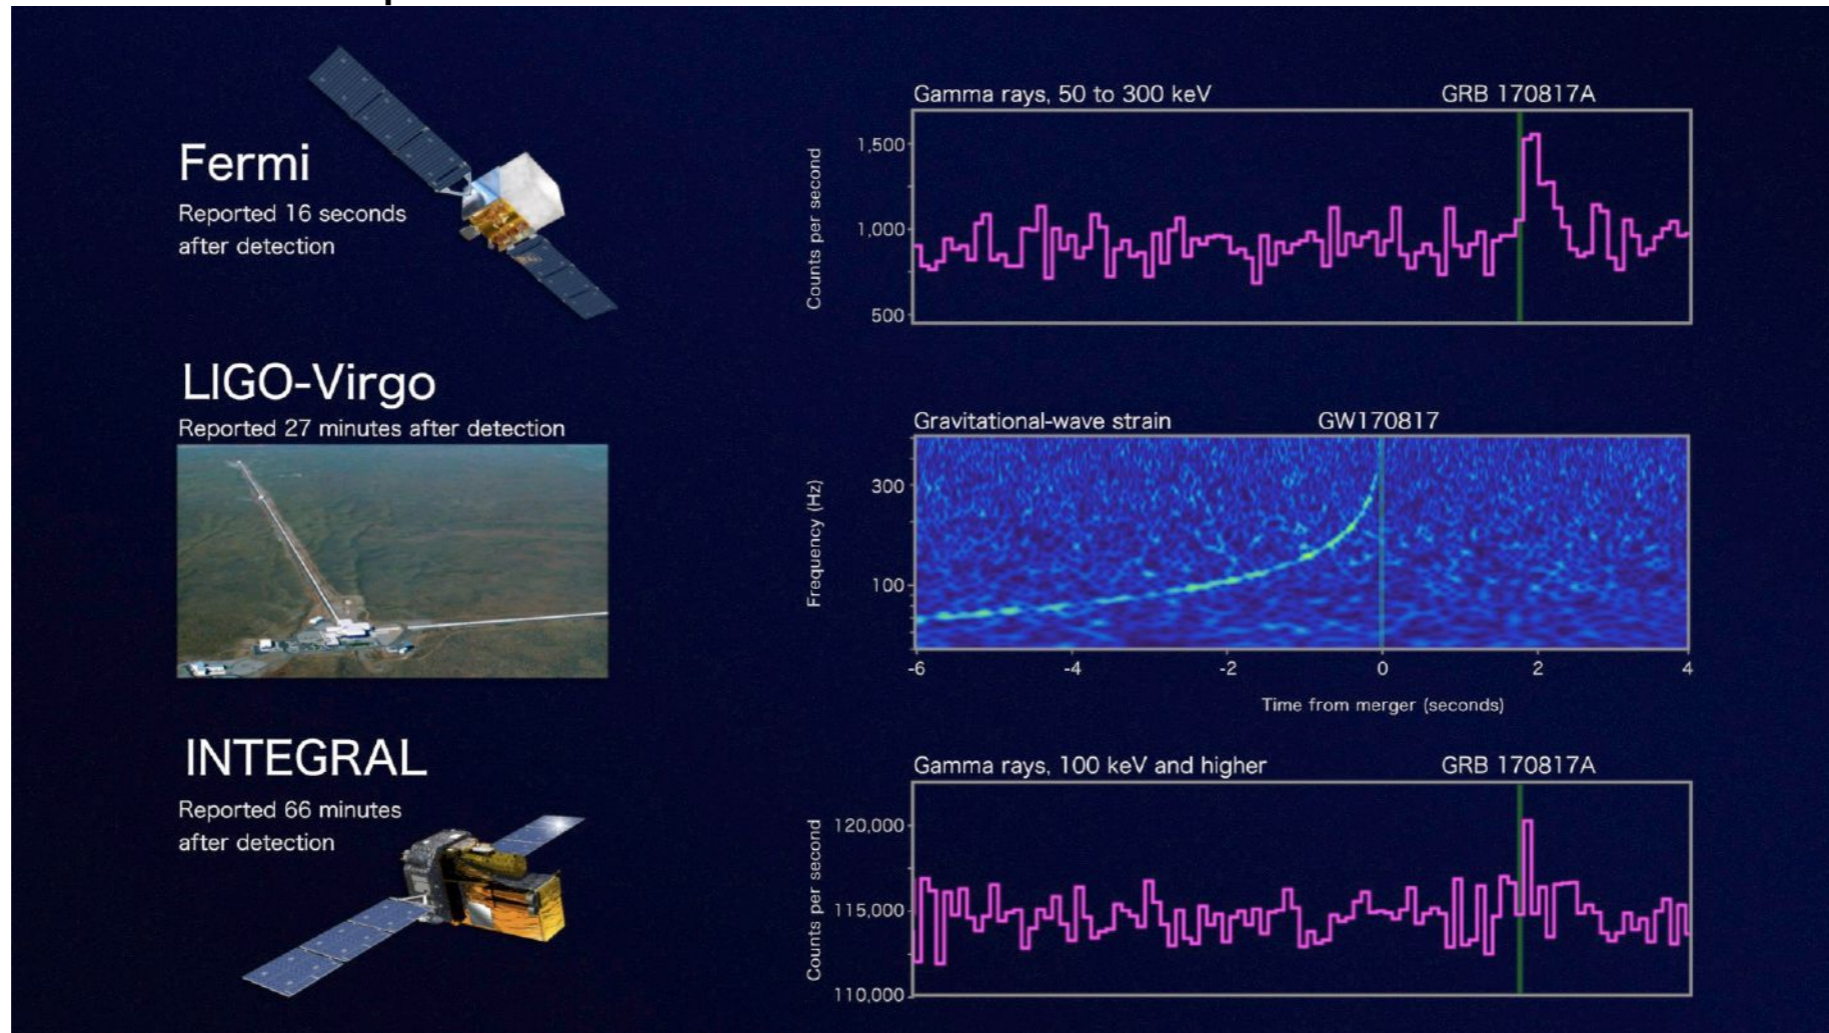 Fermi
Reported 16 seconds
after detection
Gamma rays, 50 to 300 keV
GRB 170817A
Counts per second
1,500
1,000
500
LIGO-Virgo
Reported 27 minutes after detection
Gravitational-wave strain
GW170817
Frequency (Hz)
300
100
-6
-4
-2
0
2
4
Time from merger (seconds)
INTEGRAL
Reported 66 minutes
after detection
Gamma rays, 100 keV and higher
GRB 170817A
Counts per second
120,000
115,000
110,000